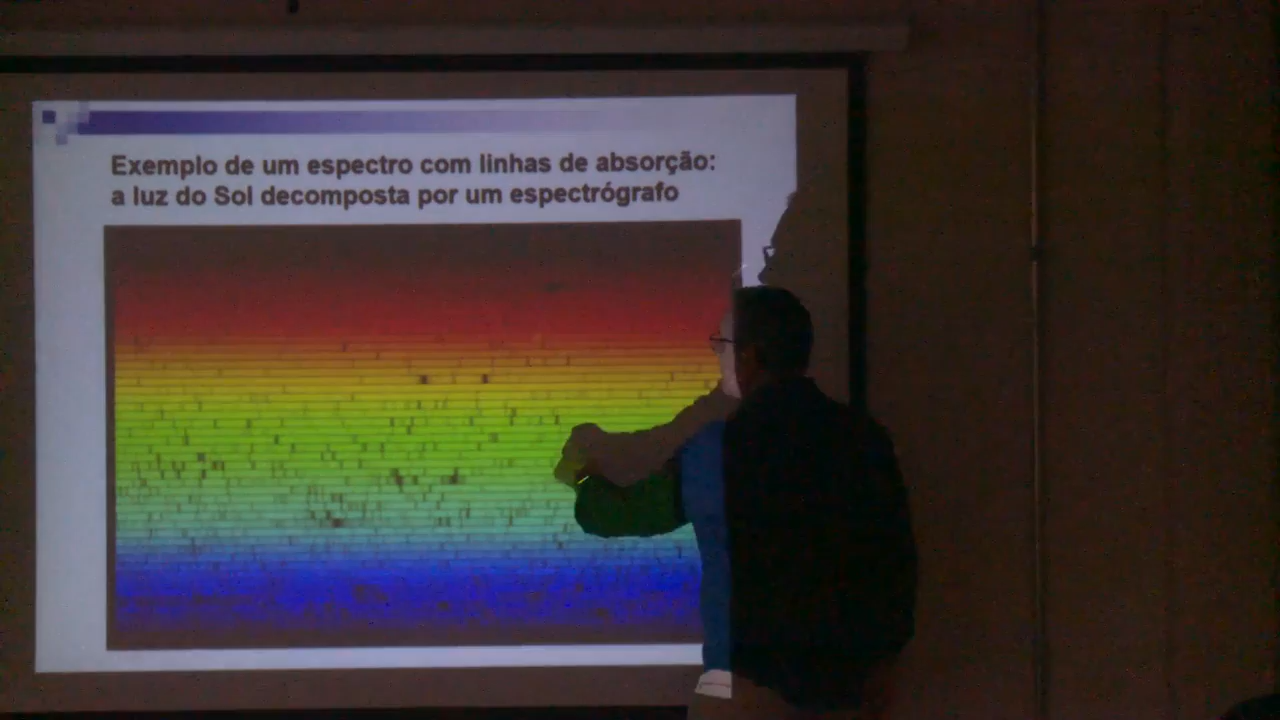 Exemplo de um espectro com linhas de absorção:
a luz do Sol decomposta por um espectrógrafo